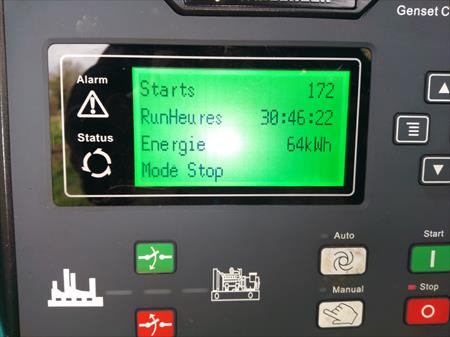 Genset C
Alarm
Status
Starts 172
RunHeures 30:46:22
Energie 64kWh
Mode Stop
Auto
Start
Manual
Stop